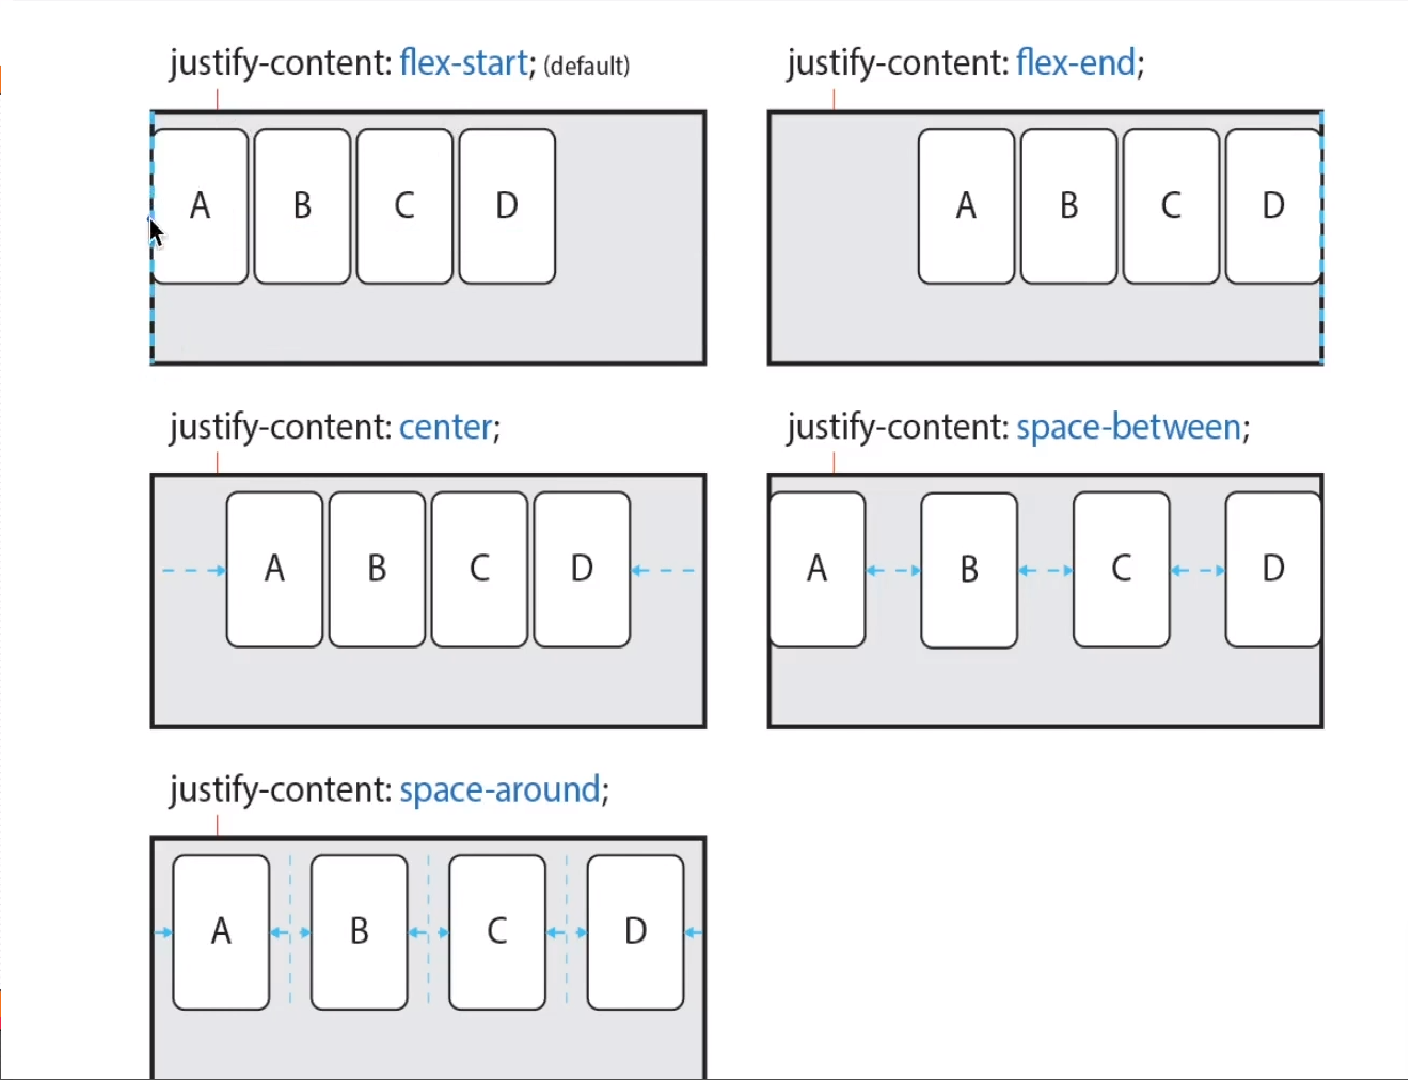 justify-content: flex-start; (default)
A B C D
justify-content: flex-end;
A B C D
justify-content: center;
A B C D
justify-content: space-between;
A B C D
justify-content: space-around;
A B C D